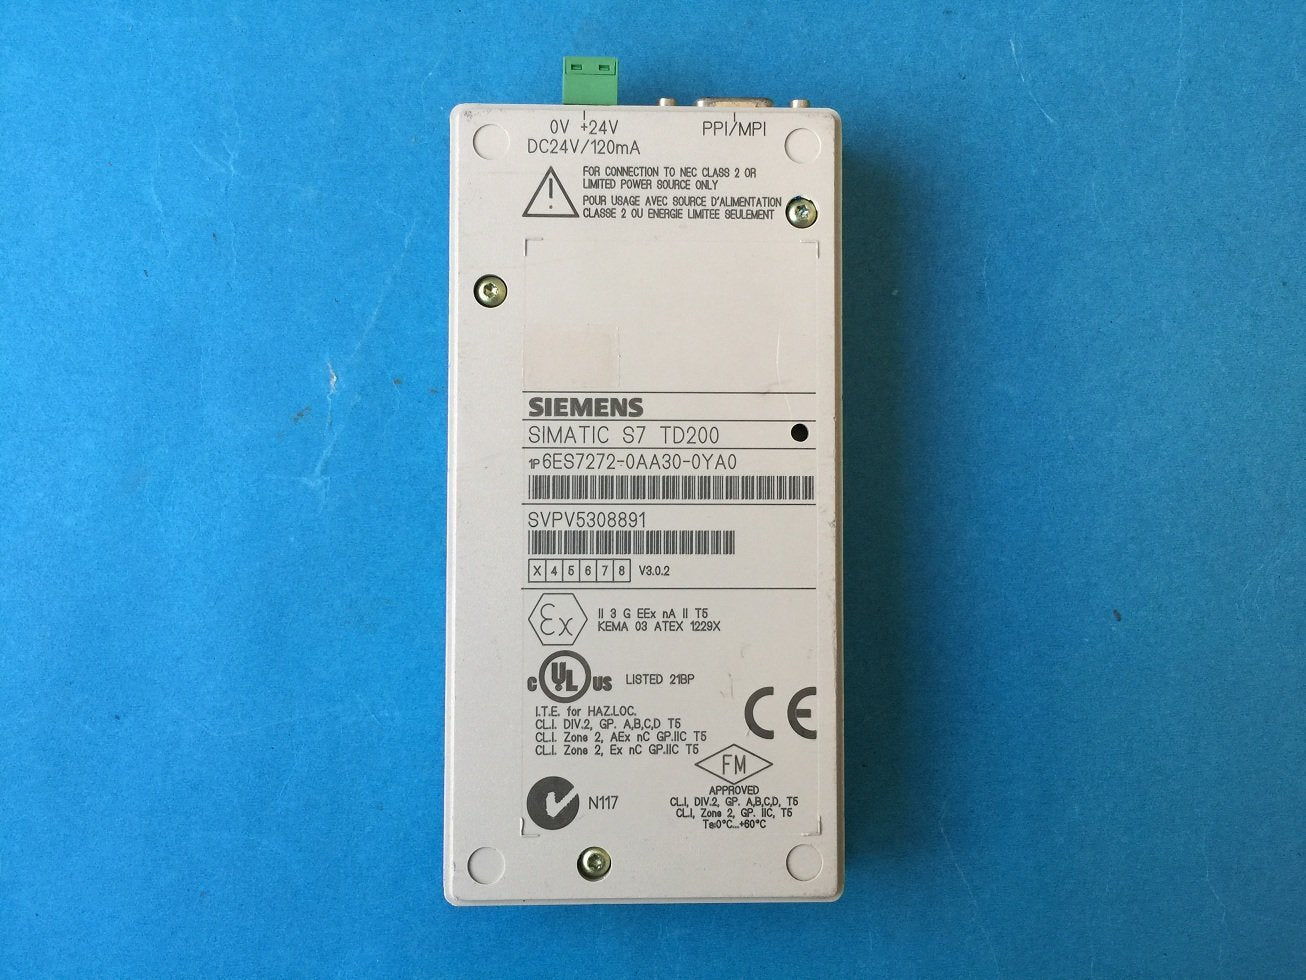 0V +24V
DC24V/120mA
PPI/MPI
FOR CONNECTION TO NEC CLASS 2 OR
LIMITED POWER SOURCE ONLY
POUR USAGE AVEC SOURCE D'ALIMENTATION
CLASSE 2 OU ENERGIE LIMITEE SEULEMENT
SIEMENS
SIMATIC S7 TD200
1P 6ES7272-0AA30-0YA0
SVPV5308891
X 4 5 6 7 8 V3.0.2
Ex
II 3 G EEx nA II T5
KEMA 03 ATEX 1229X
C UL US LISTED 21BP
I.T.E. for HAZ.LOC.
CL.I. DIV.2, GP. A,B,C,D T5
CL.I. Zone 2, AEx nC GP.IIC T5
CL.I. Zone 2, Ex nC GP.IIC T5
CE
FM
APPROVED
CL.I, DIV.2, GP. A,B,C,D, T5
CL.I, Zone 2, GP. IIC, T5
Ta:0°C...+60°C
N117